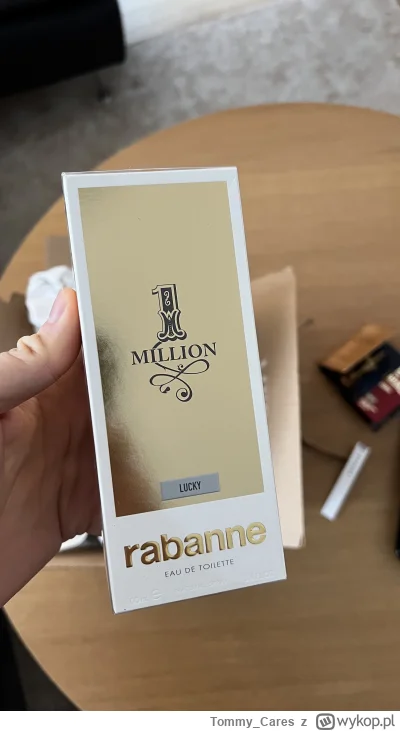 1
MILLION
LUCKY
rabanne
EAU DE TOILETTE
Tommy_Cares z wykop.pl